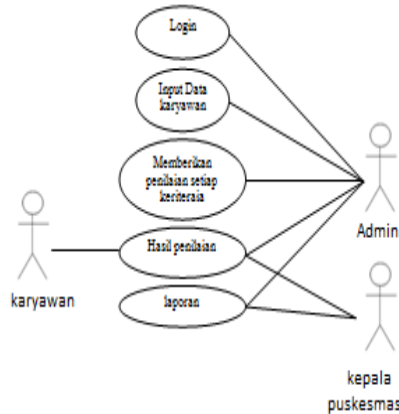 Login
Input Data
karyawan
Memberikan
penilaian setiap
keriteraia
Hasil penilaian
laporan
karyawan
Admin
kepala
puskesmas